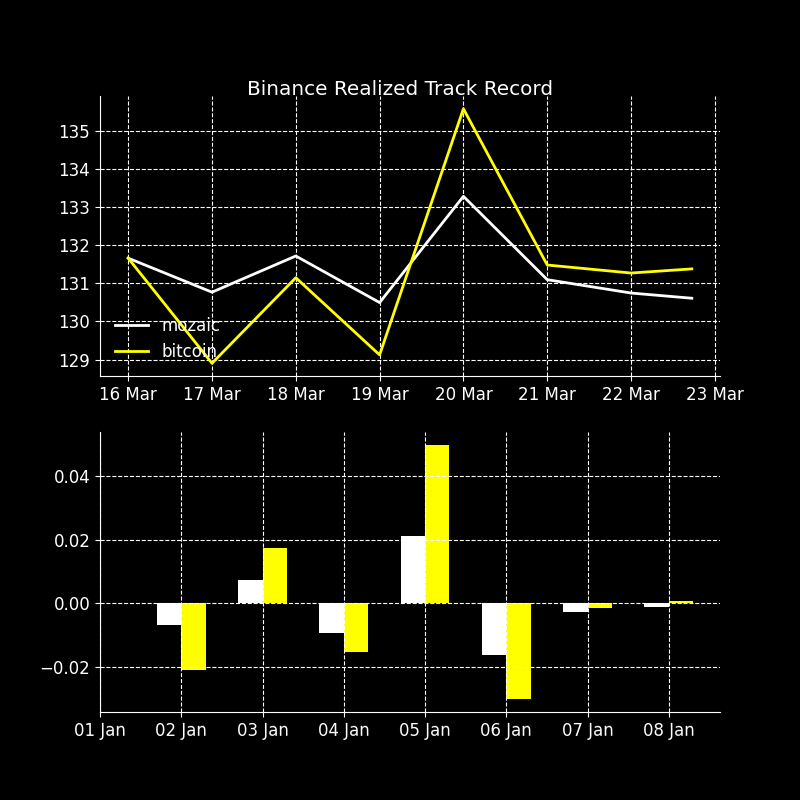 Binance Realized Track Record
135
134
133
132
131
130
129
mozaic
bitcoin
16 Mar 17 Mar 18 Mar 19 Mar 20 Mar 21 Mar 22 Mar 23 Mar
0.04
0.02
0.00
−0.02
01 Jan 02 Jan 03 Jan 04 Jan 05 Jan 06 Jan 07 Jan 08 Jan